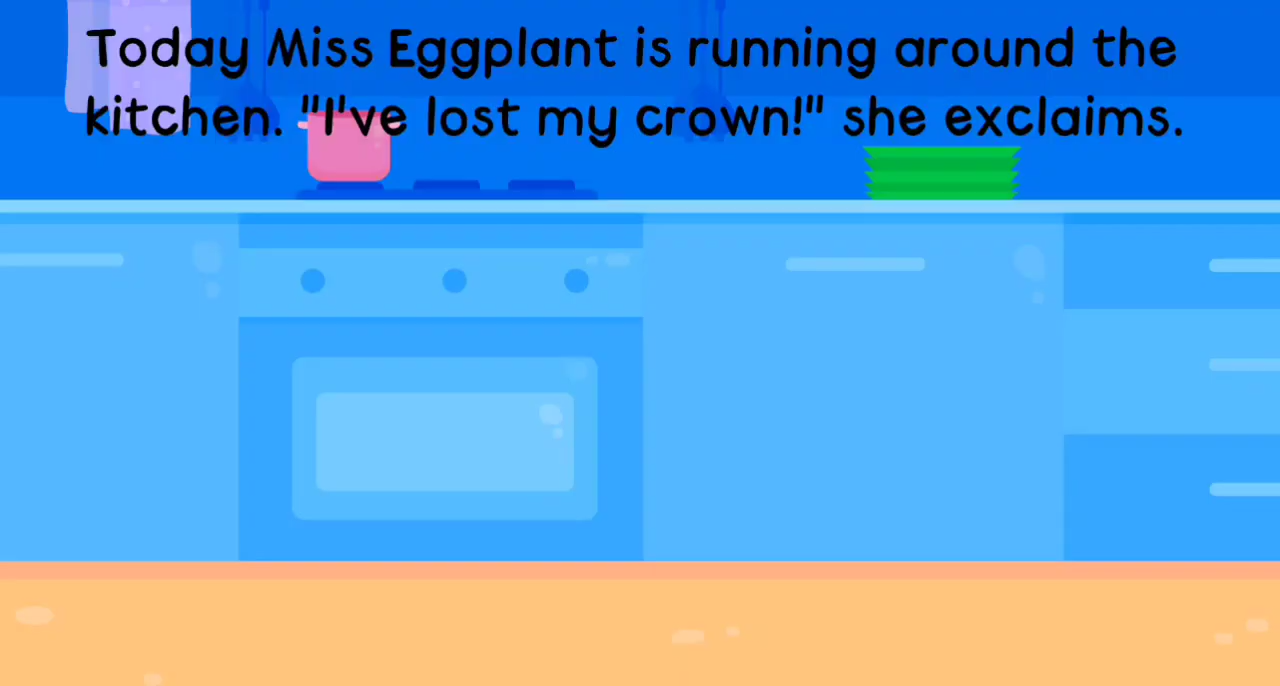 Today Miss Eggplant is running around the
kitchen. "I've lost my crown!" she exclaims.